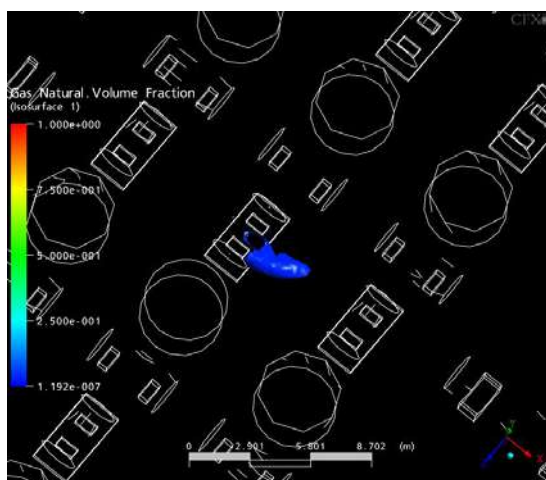 CFX
Gas Natural.Volume Fraction
(Isosurface 1)
1.000e+000
7.500e-001
5.000e-001
2.500e-001
1.192e-007
0 2.901 5.801 8.702 (m)
Y
X